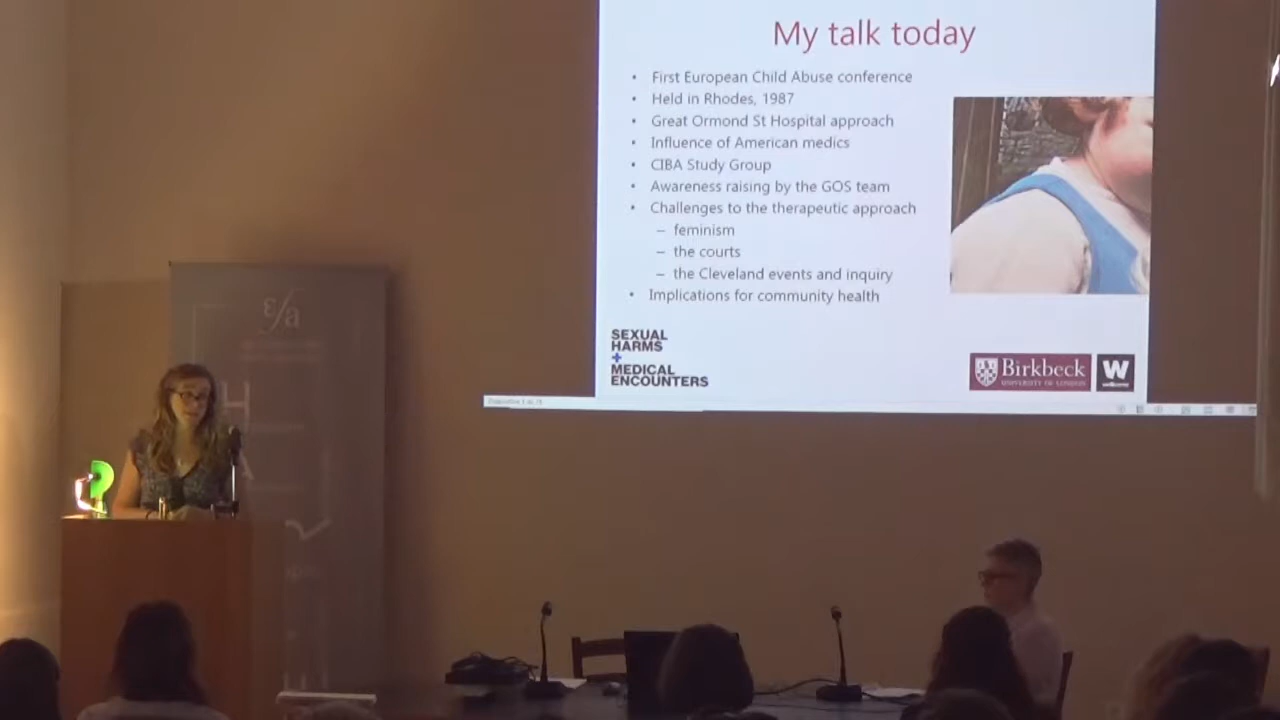 My talk today
• First European Child Abuse conference
• Held in Rhodes, 1987
• Great Ormond St Hospital approach
• Influence of American medics
• CIBA Study Group
• Awareness raising by the GOS team
• Challenges to the therapeutic approach
– feminism
– the courts
– the Cleveland events and inquiry
• Implications for community health
SEXUAL
HARMS
+
MEDICAL
ENCOUNTERS
Birkbeck
UNIVERSITY OF LONDON
W
wellcome
ε/a
H